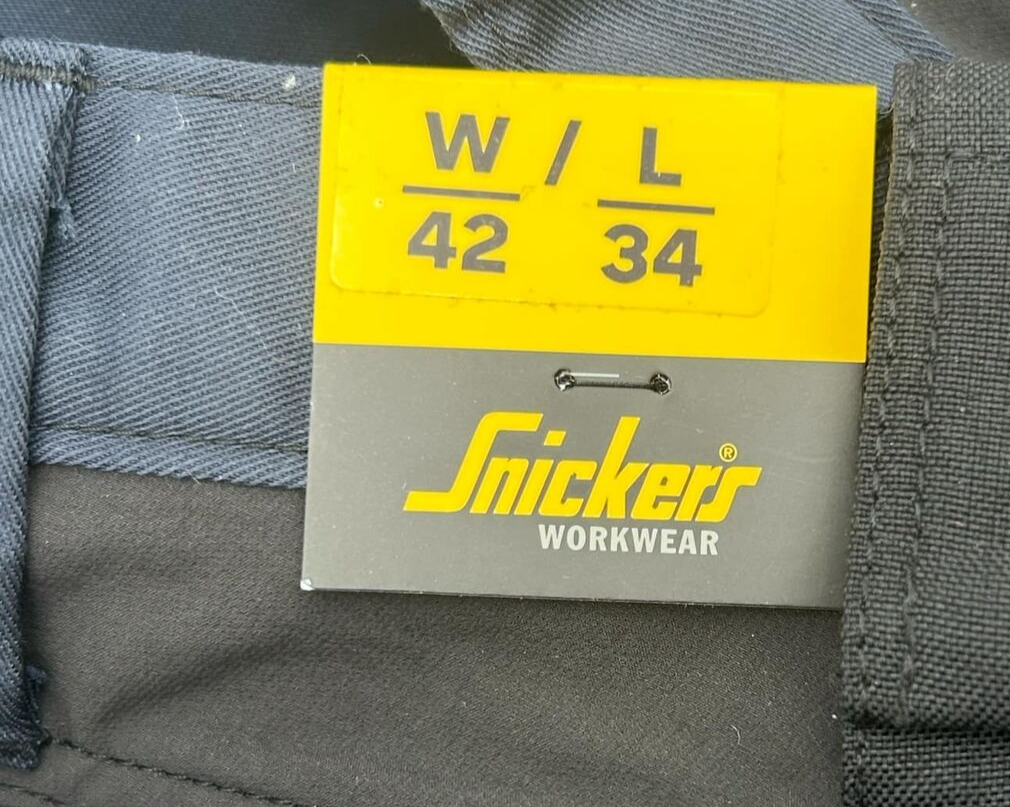 W / L
42 34
Snickers®
WORKWEAR